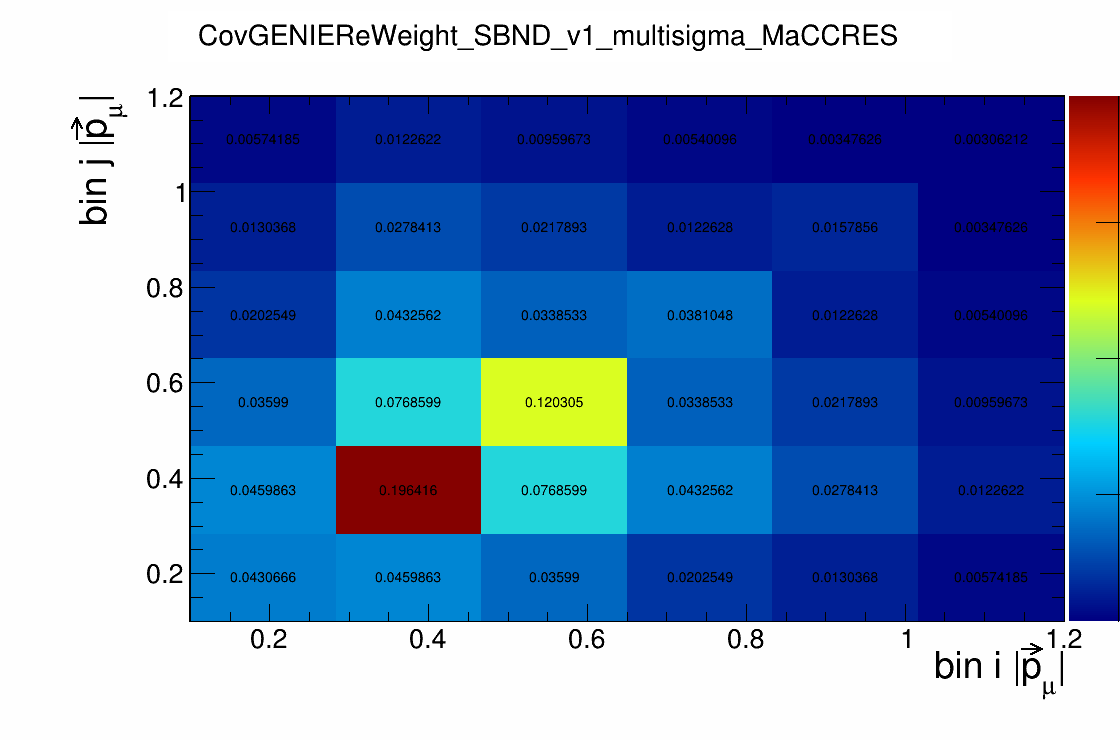 CovGENIEReWeight_SBND_v1_multisigma_MaCCRES
bin j |p⃗μ|
1.2
0.00574185 0.0122622 0.00959673 0.00540098 0.00347828 0.00306212
1
0.0130368 0.0278413 0.0217893 0.0122628 0.0157856 0.00347828
0.8
0.0202549 0.0432562 0.0338533 0.0381048 0.0122628 0.00540098
0.6
0.03599 0.0768599 0.120305 0.0338533 0.0217893 0.00959673
0.4
0.0459863 0.196416 0.0768599 0.0432562 0.0278413 0.0122622
0.2
0.0430666 0.0459863 0.03599 0.0202549 0.0130368 0.00574185
0.2 0.4 0.6 0.8 1 1.2
bin i |p⃗μ|